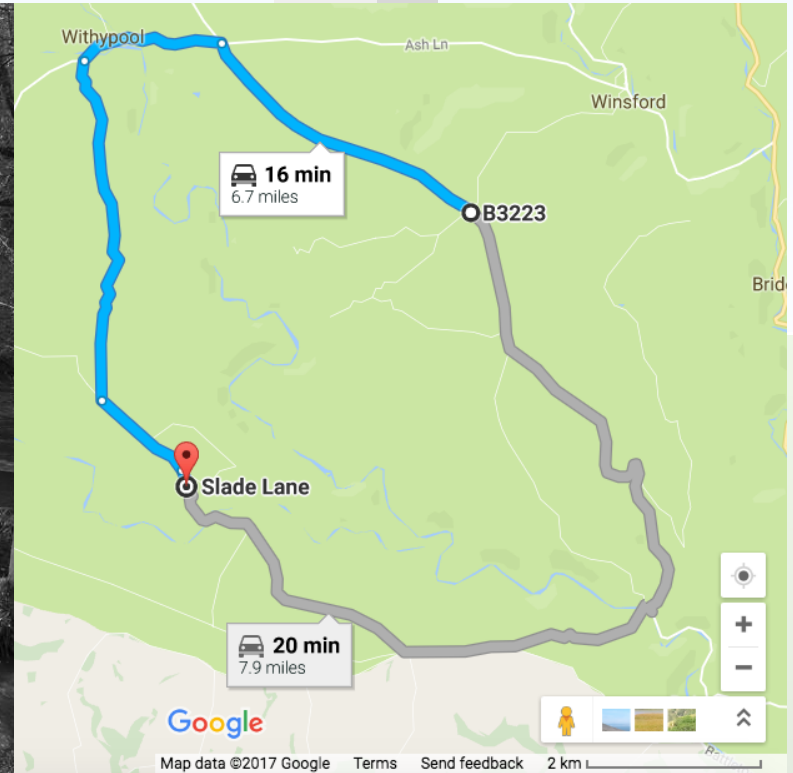 Withypool
Ash Ln
Winsford
16 min
6.7 miles
B3223
Brid
Slade Lane
20 min
7.9 miles
Google
Map data ©2017 Google Terms Send feedback 2 km